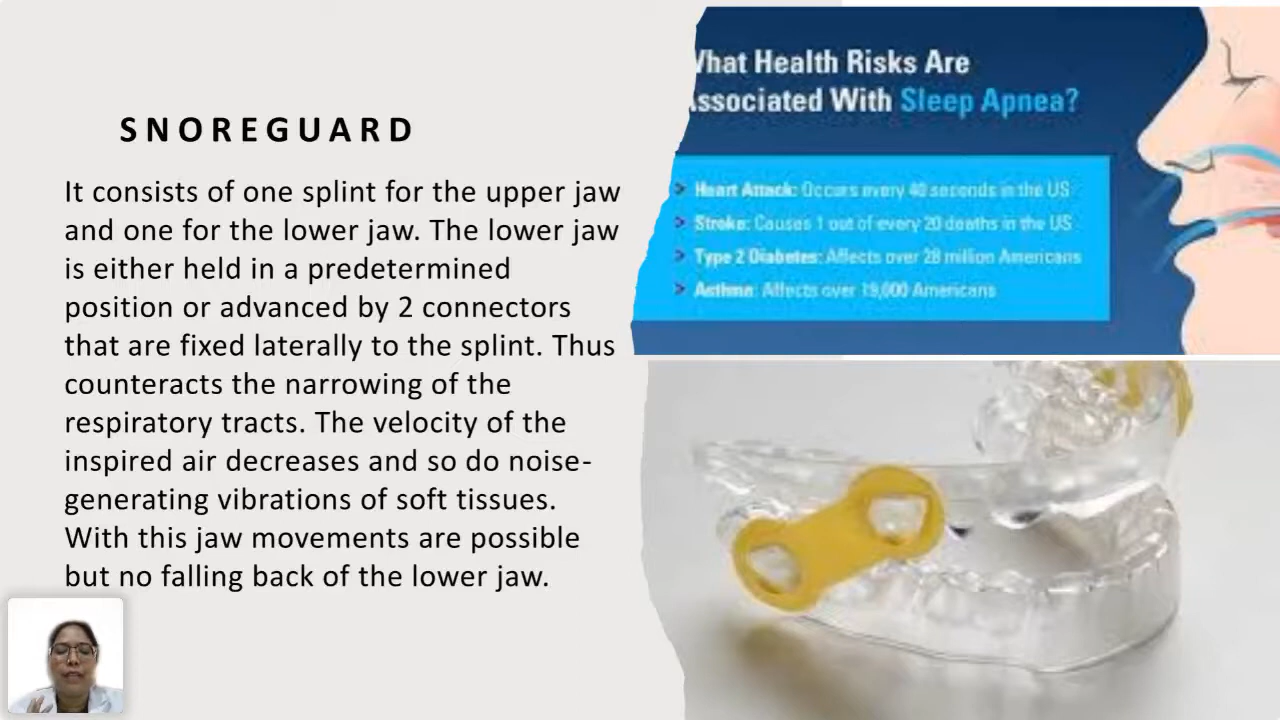 SNOREGUARD
It consists of one splint for the upper jaw
and one for the lower jaw. The lower jaw
is either held in a predetermined
position or advanced by 2 connectors
that are fixed laterally to the splint. Thus
counteracts the narrowing of the
respiratory tracts. The velocity of the
inspired air decreases and so do noise-
generating vibrations of soft tissues.
With this jaw movements are possible
but no falling back of the lower jaw.
What Health Risks Are
Associated With Sleep Apnea?
> Heart Attack: Occurs every 40 seconds in the US
> Stroke: Causes 1 out of every 20 deaths in the US
> Type 2 Diabetes: Affects over 28 million Americans
> Asthma: Affects over 19,000 Americans